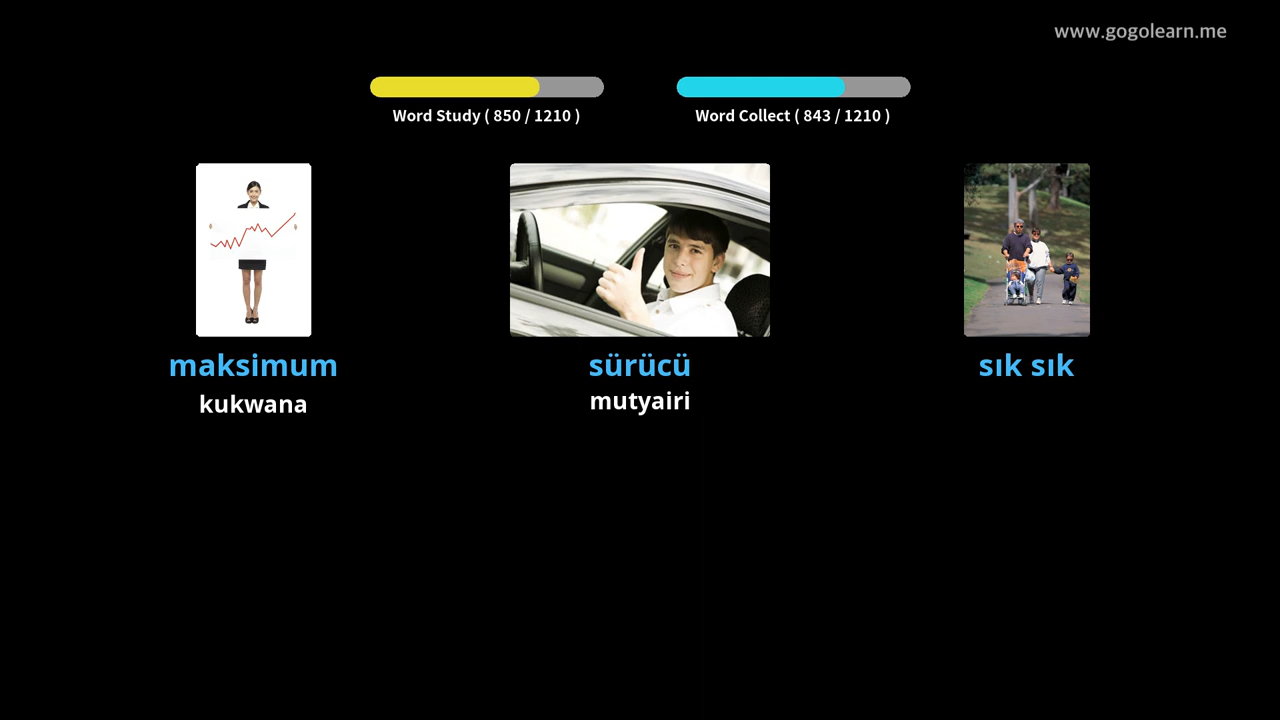 www.gogolearn.me
Word Study ( 850 / 1210 )
Word Collect ( 843 / 1210 )
maksimum
kukwana
sürücü
mutyairi
sık sık